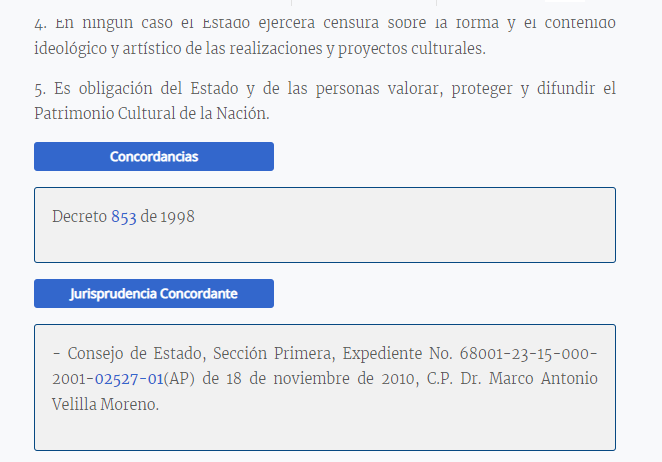 4. En ningún caso el Estado ejercerá censura sobre la forma y el contenido
ideológico y artístico de las realizaciones y proyectos culturales.
5. Es obligación del Estado y de las personas valorar, proteger y difundir el
Patrimonio Cultural de la Nación.
Concordancias
Decreto 853 de 1998
Jurisprudencia Concordante
- Consejo de Estado, Sección Primera, Expediente No. 68001-23-15-000-
2001-02527-01(AP) de 18 de noviembre de 2010, C.P. Dr. Marco Antonio
Velilla Moreno.